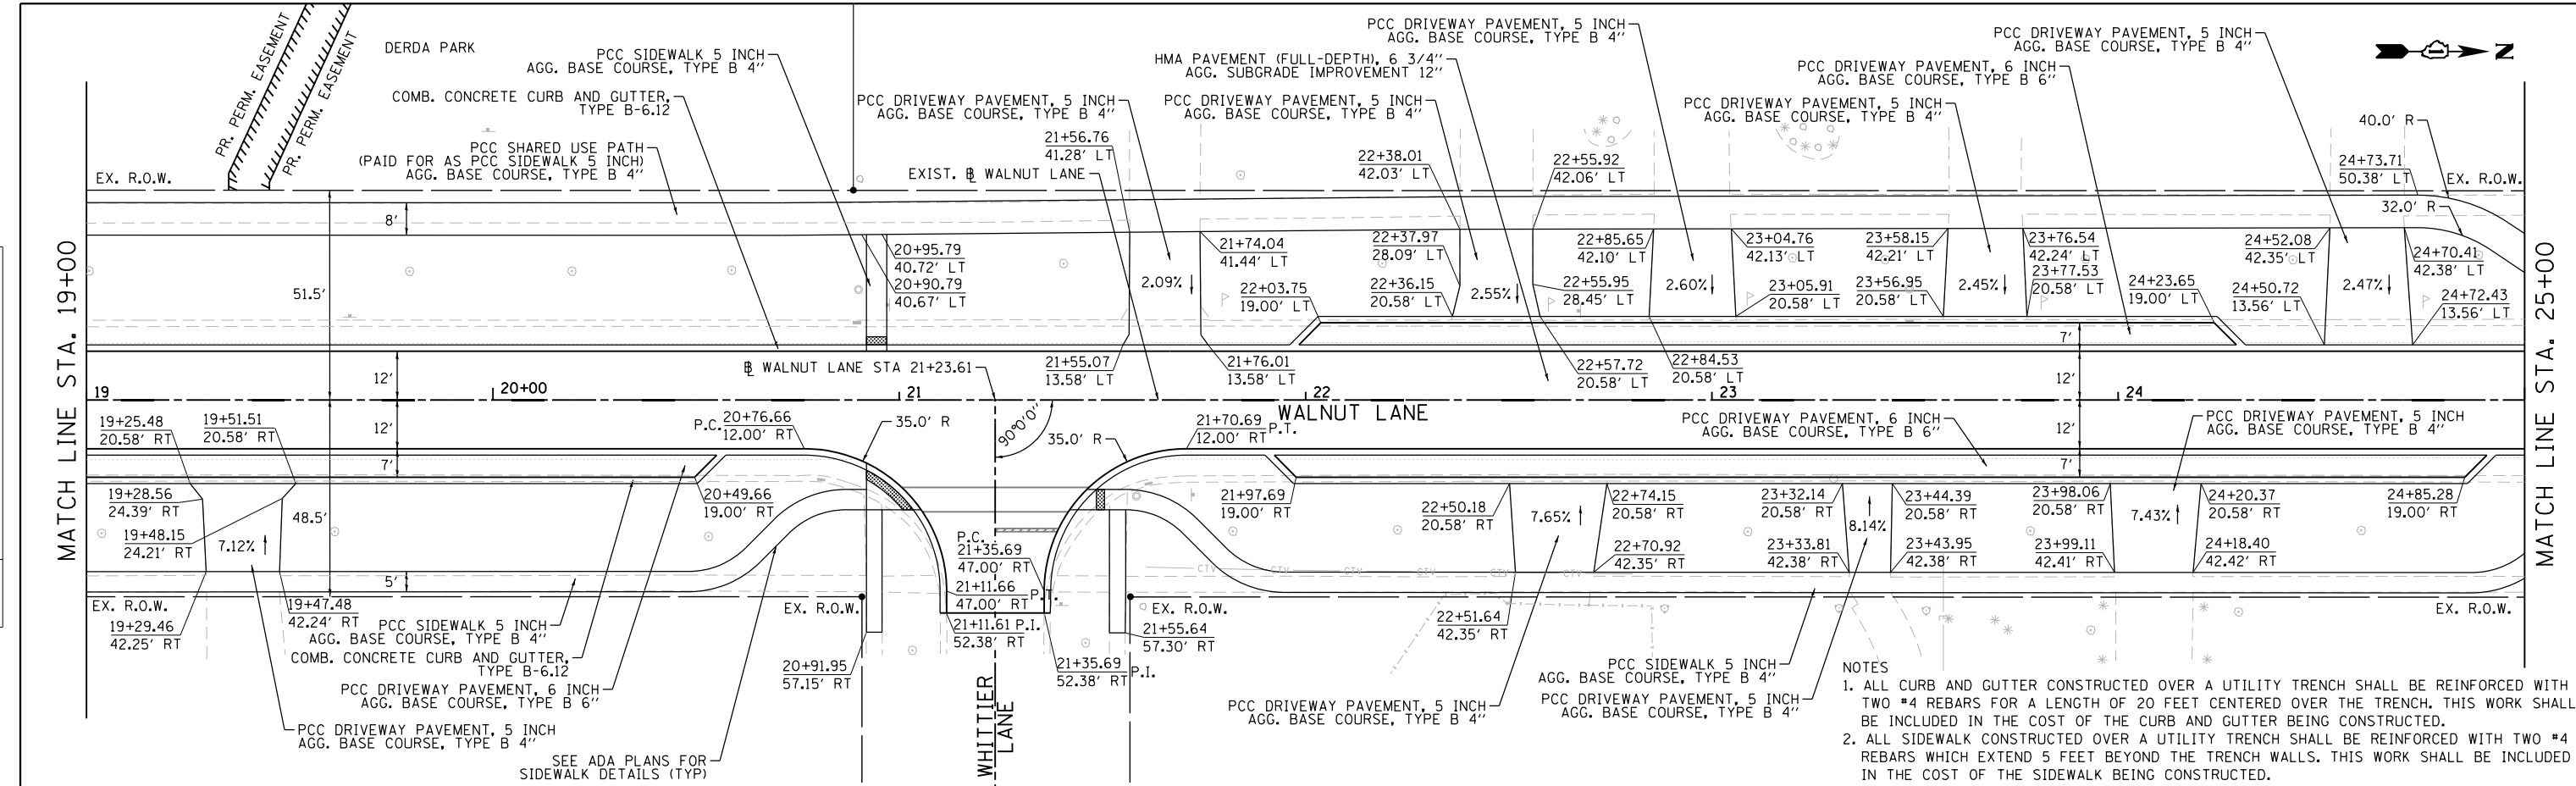 DERDA PARK
PR. PERM. EASEMENT
PR. PERM. EASEMENT
PCC SIDEWALK 5 INCH
AGG. BASE COURSE, TYPE B 4"
COMB. CONCRETE CURB AND GUTTER,
TYPE B-6.12
PCC SHARED USE PATH
(PAID FOR AS PCC SIDEWALK 5 INCH)
AGG. BASE COURSE, TYPE B 4"
PCC DRIVEWAY PAVEMENT, 5 INCH
AGG. BASE COURSE, TYPE B 4"
HMA PAVEMENT (FULL-DEPTH), 6 3/4"
AGG. SUBGRADE IMPROVEMENT 12"
PCC DRIVEWAY PAVEMENT, 5 INCH
AGG. BASE COURSE, TYPE B 4"
PCC DRIVEWAY PAVEMENT, 5 INCH
AGG. BASE COURSE, TYPE B 4"
PCC DRIVEWAY PAVEMENT, 5 INCH
AGG. BASE COURSE, TYPE B 4"
PCC DRIVEWAY PAVEMENT, 6 INCH
AGG. BASE COURSE, TYPE B 6"
PCC DRIVEWAY PAVEMENT, 5 INCH
AGG. BASE COURSE, TYPE B 4"
N
40.0' R
32.0' R
EX. R.O.W.
EXIST. ℄ WALNUT LANE
EX. R.O.W.
21+56.76
41.28' LT
22+38.01
42.03' LT
22+55.92
42.06' LT
24+73.71
50.38' LT
8'
51.5'
20+95.79
40.72' LT
20+90.79
40.67' LT
2.09%
21+74.04
41.44' LT
22+03.75
19.00' LT
22+37.97
28.09' LT
22+36.15
20.58' LT
2.55%
22+85.65
42.10' LT
22+55.95
28.45' LT
2.60%
23+04.76
42.13' LT
23+05.91
20.58' LT
23+58.15
42.21' LT
23+56.95
20.58' LT
2.45%
23+76.54
42.24' LT
23+77.53
20.58' LT
24+23.65
19.00' LT
24+52.08
42.35' LT
24+50.72
13.56' LT
2.47%
24+70.41
42.38' LT
24+72.43
13.56' LT
MATCH LINE STA. 19+00
MATCH LINE STA. 25+00
℄ WALNUT LANE STA 21+23.61
21+55.07
13.58' LT
21+76.01
13.58' LT
22+57.72
20.58' LT
22+84.53
20.58' LT
7'
12'
12'
19
20+00
21
22
23
24
WALNUT LANE
19+25.48
20.58' RT
19+51.51
20.58' RT
12'
7'
P.C.
20+76.66
12.00' RT
35.0' R
90°0'0"
35.0' R
21+70.69
12.00' RT
P.T.
PCC DRIVEWAY PAVEMENT, 6 INCH
AGG. BASE COURSE, TYPE B 6"
12'
7'
PCC DRIVEWAY PAVEMENT, 5 INCH
AGG. BASE COURSE, TYPE B 4"
19+28.56
24.39' RT
19+48.15
24.21' RT
7.12%
48.5'
20+49.66
19.00' RT
5'
P.C.
21+35.69
47.00' RT
21+11.66
47.00' RT
P.T.
21+11.61 P.I.
52.38' RT
21+97.69
19.00' RT
22+50.18
20.58' RT
7.65%
22+74.15
20.58' RT
22+70.92
42.35' RT
23+32.14
20.58' RT
23+33.81
42.38' RT
8.14%
23+44.39
20.58' RT
23+43.95
42.38' RT
23+98.06
20.58' RT
23+99.11
42.41' RT
7.43%
24+20.37
20.58' RT
24+18.40
42.42' RT
24+85.28
19.00' RT
CTV CTV CTV CTV CTV CTV
EX. R.O.W.
19+29.46
42.25' RT
19+47.48
42.24' RT
EX. R.O.W.
EX. R.O.W.
EX. R.O.W.
PCC SIDEWALK 5 INCH
AGG. BASE COURSE, TYPE B 4"
COMB. CONCRETE CURB AND GUTTER,
TYPE B-6.12
PCC DRIVEWAY PAVEMENT, 6 INCH
AGG. BASE COURSE, TYPE B 6"
PCC DRIVEWAY PAVEMENT, 5 INCH
AGG. BASE COURSE, TYPE B 4"
SEE ADA PLANS FOR
SIDEWALK DETAILS (TYP)
20+91.95
57.15' RT
WHITTIER
LANE
21+35.69
52.38' RT
P.I.
21+55.64
57.30' RT
22+51.64
42.35' RT
PCC DRIVEWAY PAVEMENT, 5 INCH
AGG. BASE COURSE, TYPE B 4"
PCC SIDEWALK 5 INCH
AGG. BASE COURSE, TYPE B 4"
PCC DRIVEWAY PAVEMENT, 5 INCH
AGG. BASE COURSE, TYPE B 4"
NOTES
1. ALL CURB AND GUTTER CONSTRUCTED OVER A UTILITY TRENCH SHALL BE REINFORCED WITH
TWO #4 REBARS FOR A LENGTH OF 20 FEET CENTERED OVER THE TRENCH. THIS WORK SHALL
BE INCLUDED IN THE COST OF THE CURB AND GUTTER BEING CONSTRUCTED.
2. ALL SIDEWALK CONSTRUCTED OVER A UTILITY TRENCH SHALL BE REINFORCED WITH TWO #4
REBARS WHICH EXTEND 5 FEET BEYOND THE TRENCH WALLS. THIS WORK SHALL BE INCLUDED
IN THE COST OF THE SIDEWALK BEING CONSTRUCTED.